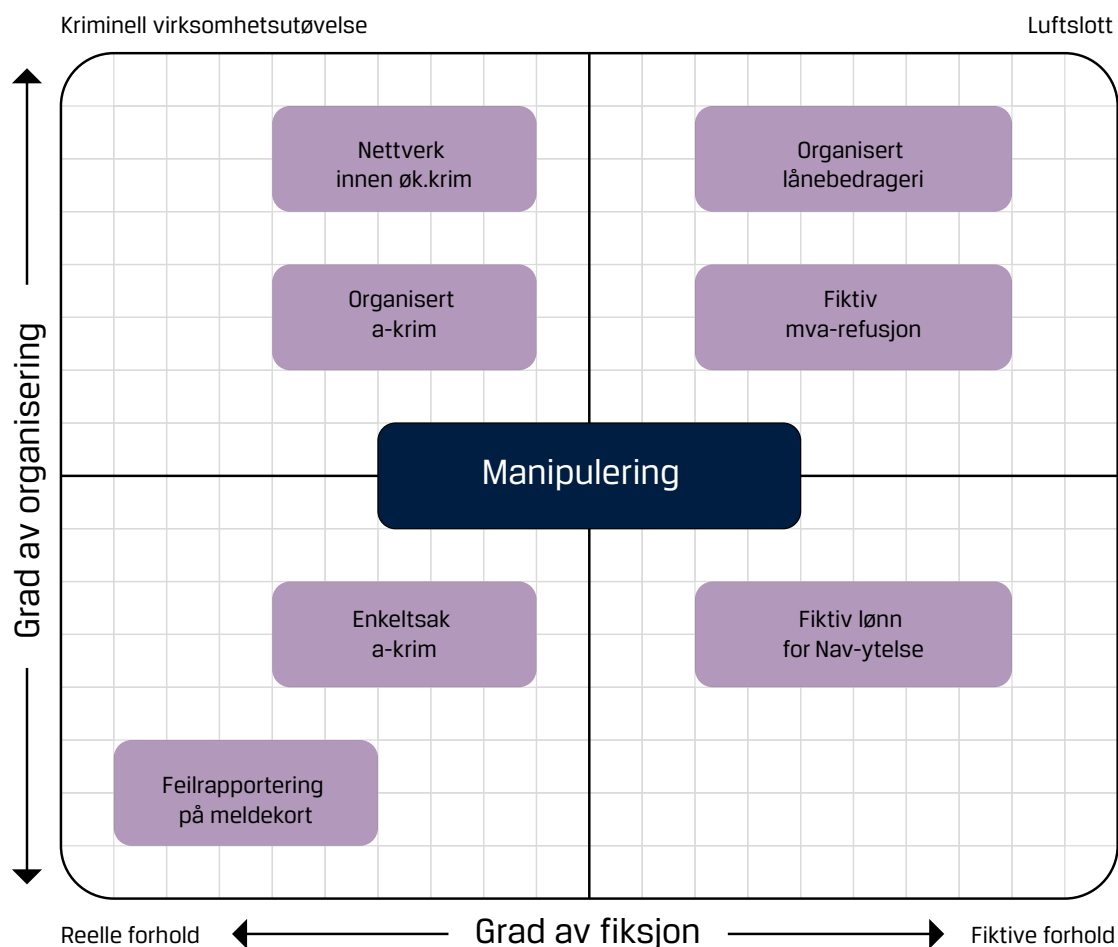 Kriminell virksomhetsutøvelse
Luftslott
Nettverk
innen øk.krim
Organisert
lånebedrageri
Organisert
a-krim
Fiktiv
mva-refusjon
Grad av organisering
Manipulering
Enkeltsak
a-krim
Fiktiv lønn
for Nav-ytelse
Feilrapportering
på meldekort
Reelle forhold
Grad av fiksjon
Fiktive forhold